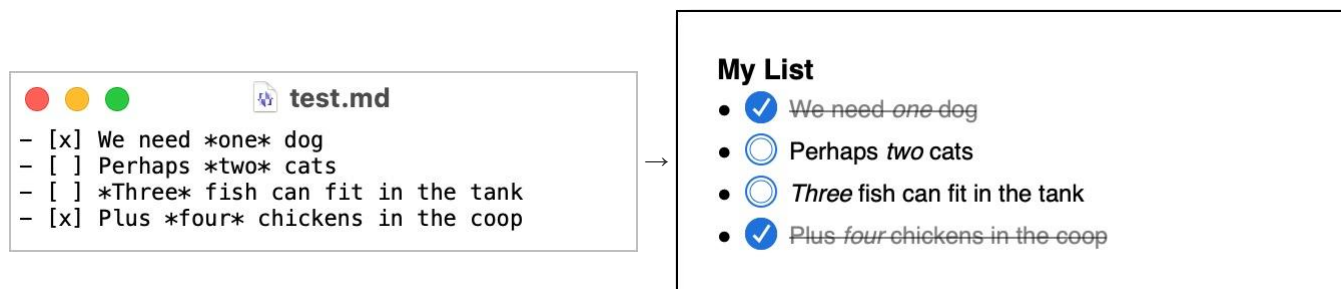 test.md
- [x] We need *one* dog
- [ ] Perhaps *two* cats
- [ ] *Three* fish can fit in the tank
- [x] Plus *four* chickens in the coop
→
My List
• We need one dog
• Perhaps two cats
• Three fish can fit in the tank
• Plus four chickens in the coop